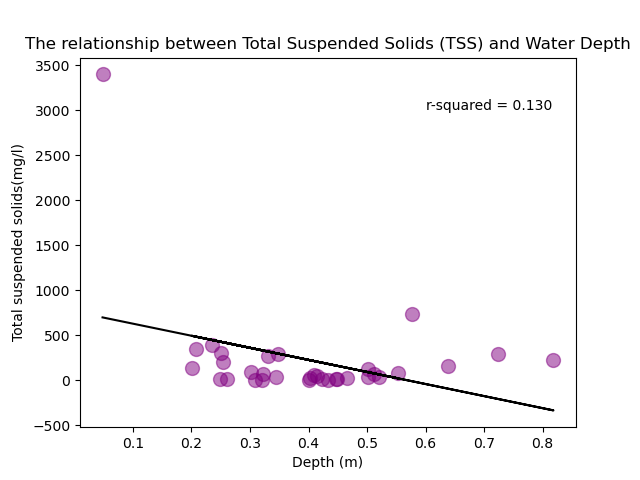 The relationship between Total Suspended Solids (TSS) and Water Depth
3500
3000
2500
2000
1500
1000
500
0
−500
Total suspended solids(mg/l)
r-squared = 0.130
0.1 0.2 0.3 0.4 0.5 0.6 0.7 0.8
Depth (m)